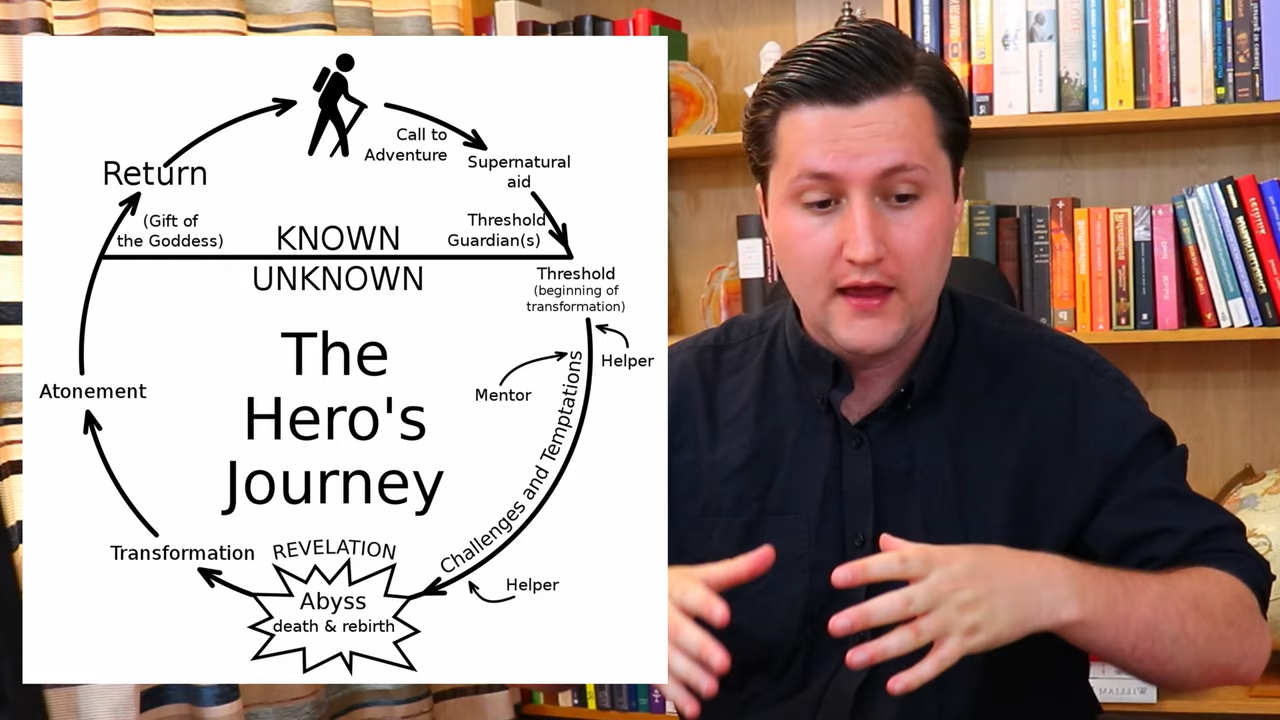 Call to
Adventure
Supernatural
aid
Return
(Gift of
the Goddess)
Threshold
Guardian(s)
KNOWN
UNKNOWN
Threshold
(beginning of
transformation)
Helper
The
Hero's
Journey
Mentor
Challenges and Temptations
Atonement
Transformation
REVELATION
Helper
Abyss
death & rebirth
WILLIAM